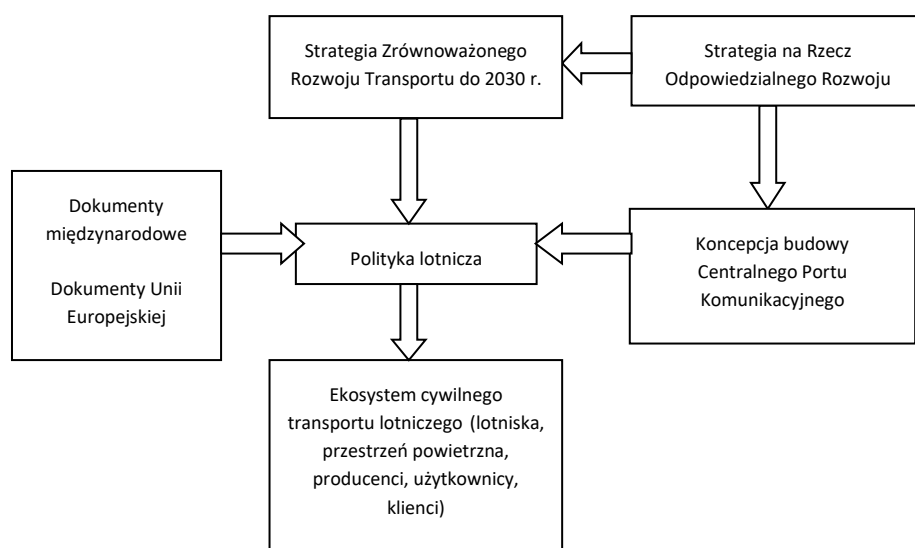 Strategia Zrównoważonego
Rozwoju Transportu do 2030 r.
Strategia na Rzecz
Odpowiedzialnego Rozwoju
Dokumenty
międzynarodowe
Dokumenty Unii
Europejskiej
Polityka lotnicza
Koncepcja budowy
Centralnego Portu
Komunikacyjnego
Ekosystem cywilnego
transportu lotniczego (lotniska,
przestrzeń powietrzna,
producenci, użytkownicy,
klienci)